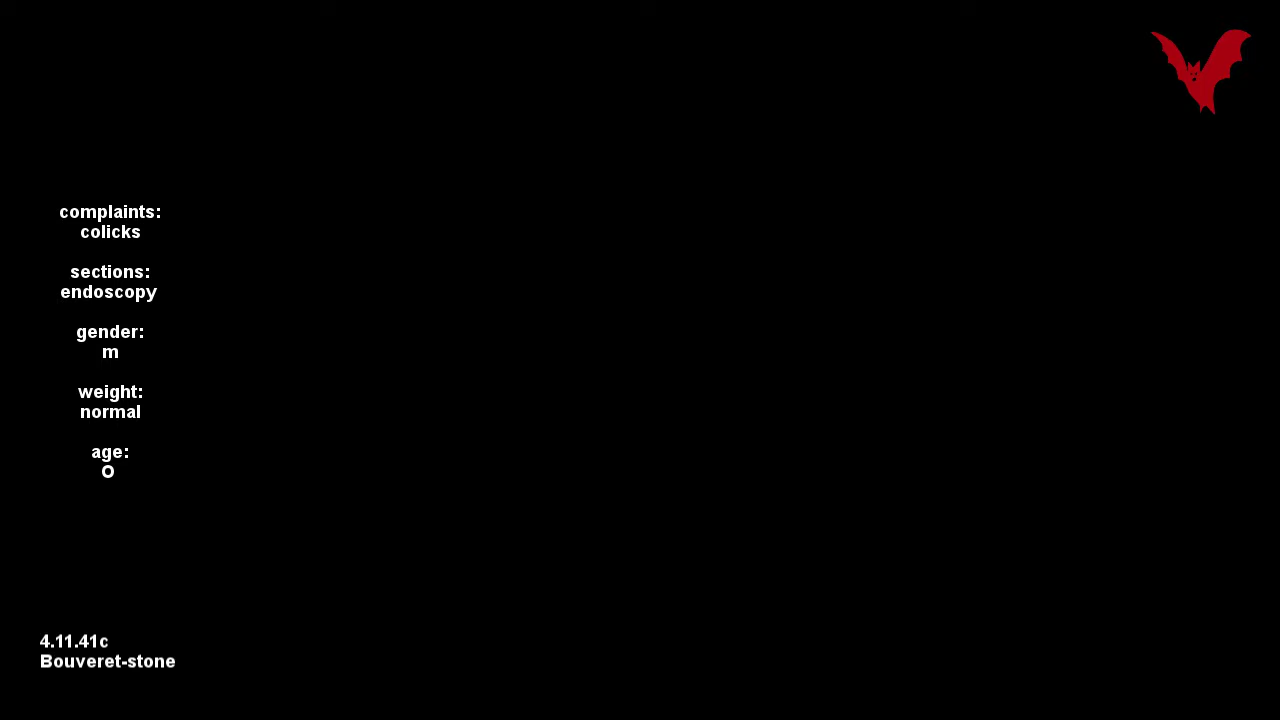 complaints:
colicks
sections:
endoscopy
gender:
m
weight:
normal
age:
O
4.11.41c
Bouveret-stone